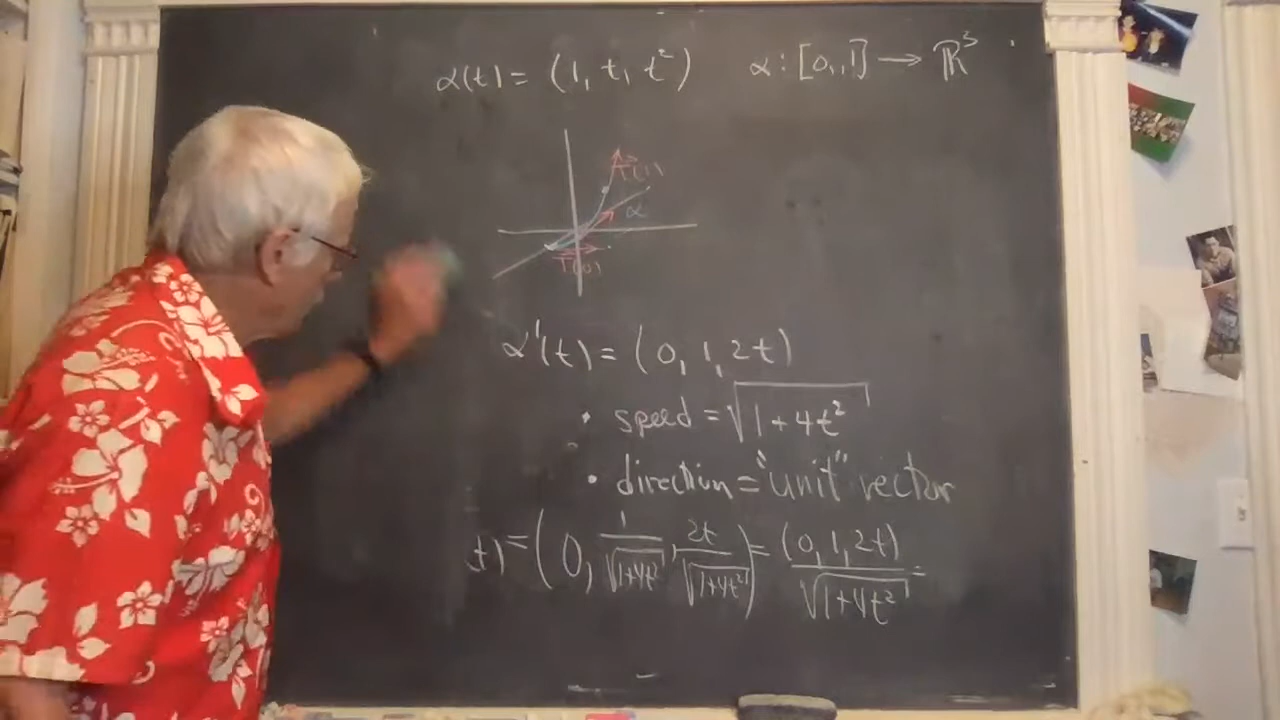 α(t) = (1, t, t²) α : [0, 1] → ℝ³
T(1)
α
T(0)
α'(t) = (0, 1, 2t)
• speed = √(1+4t²)
• direction = "unit" vector
t) = (0, 1/√(1+4t²), 2t/√(1+4t²)) = (0, 1, 2t)/√(1+4t²) =